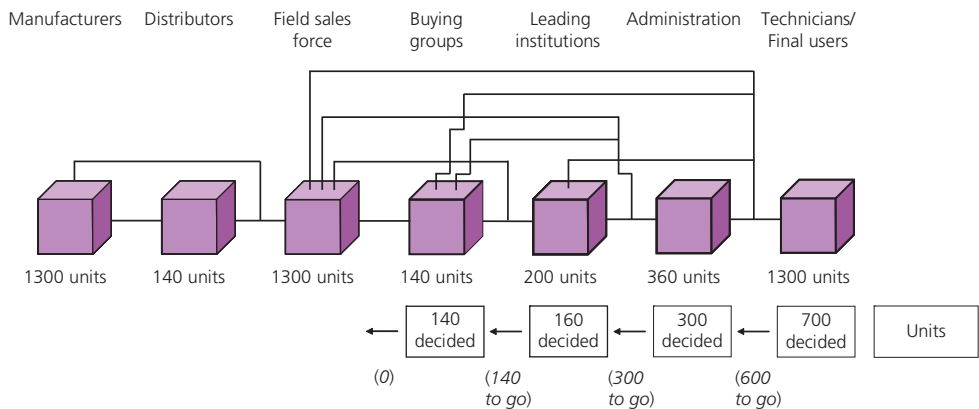 Manufacturers Distributors Field sales Buying Leading Administration Technicians/
force groups institutions Final users
1300 units 140 units 1300 units 140 units 200 units 360 units 1300 units
140 160 300 700 Units
decided decided decided decided
(0) (140 (300 (600
to go) to go) to go)